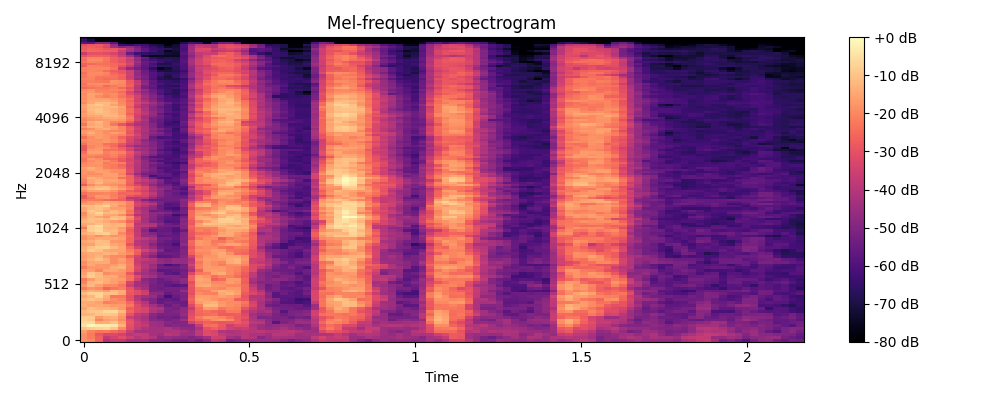 Mel-frequency spectrogram
Hz
8192
4096
2048
1024
512
0
0
0.5
1
1.5
2
Time
+0 dB
-10 dB
-20 dB
-30 dB
-40 dB
-50 dB
-60 dB
-70 dB
-80 dB